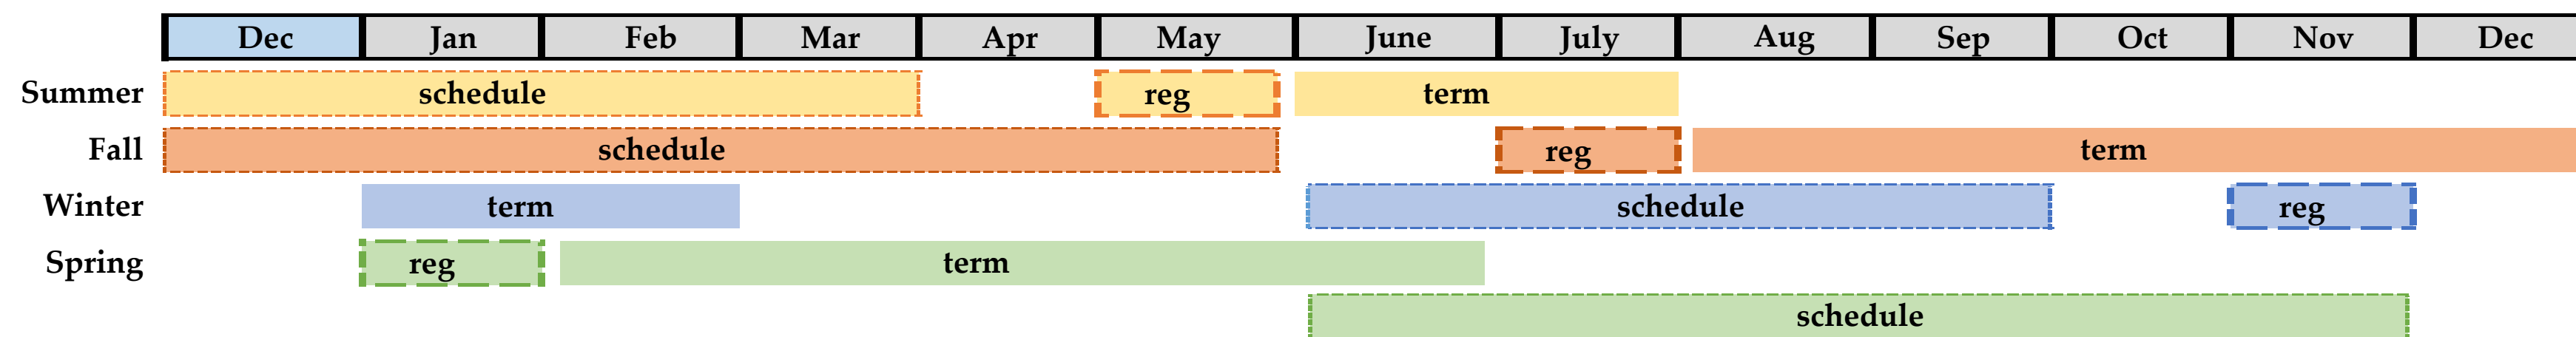 Dec Jan Feb Mar Apr May June July Aug Sep Oct Nov Dec
Summer schedule reg term
Fall schedule reg term
Winter term schedule reg
Spring reg term
schedule